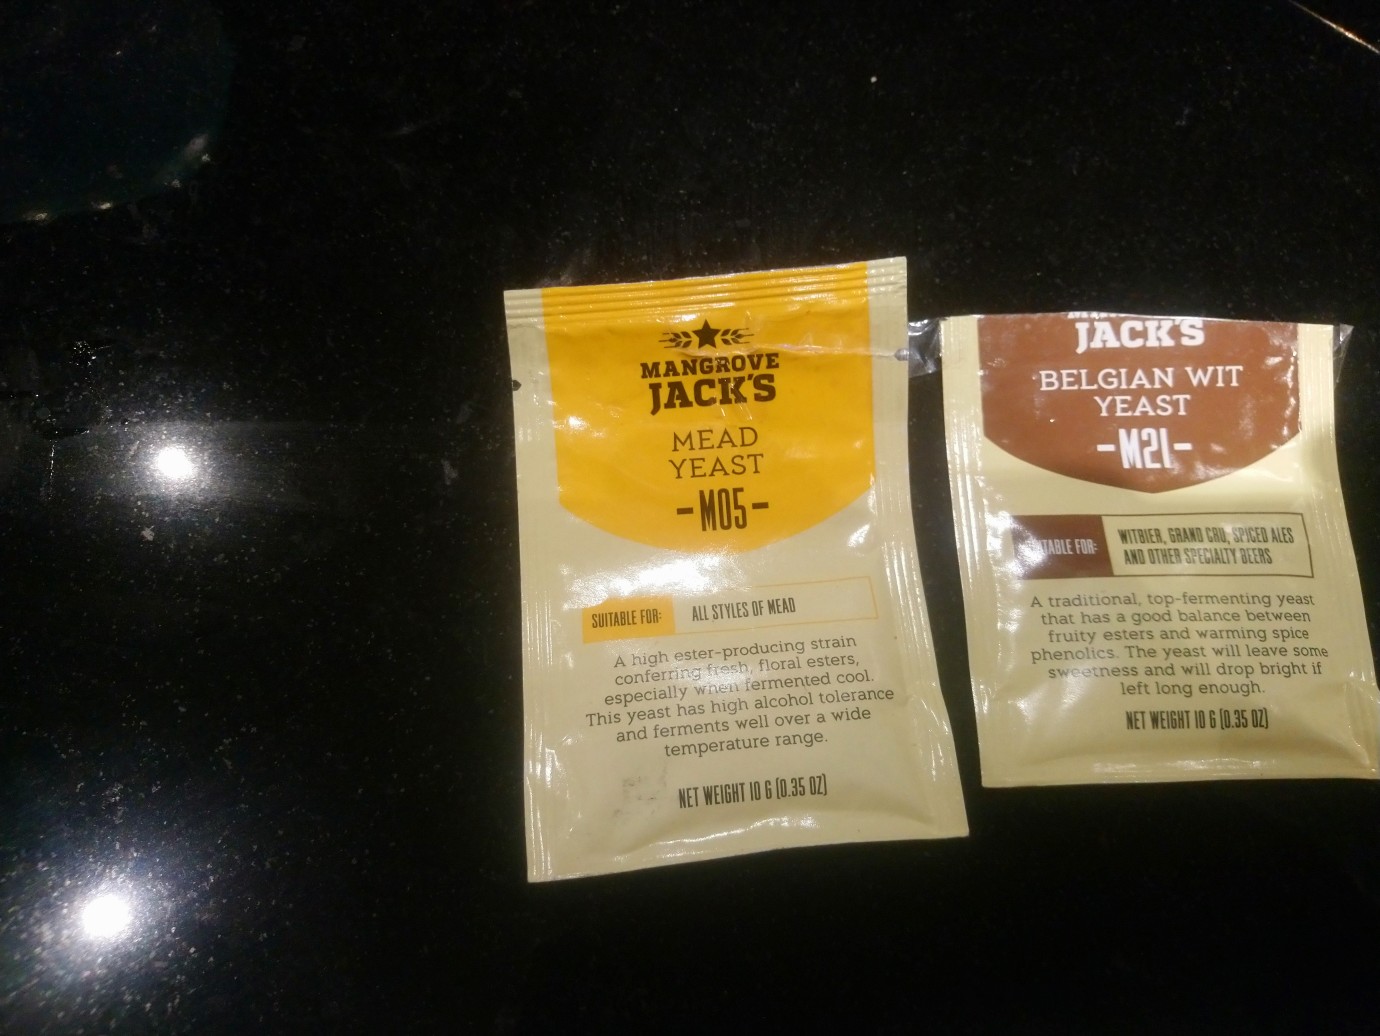 MANGROVE
JACK'S
MEAD
YEAST
-M05-
SUITABLE FOR:
ALL STYLES OF MEAD
A high ester-producing strain
conferring fresh, floral esters,
especially when fermented cool.
This yeast has high alcohol tolerance
and ferments well over a wide
temperature range.
NET WEIGHT 10 G (0.35 OZ)
JACK'S
BELGIAN WIT
YEAST
-M21-
SUITABLE FOR:
WITBIER, GRAND CRU, SPICED ALES
AND OTHER SPECIALTY BEERS
A traditional, top-fermenting yeast
that has a good balance between
fruity esters and warming spice
phenolics. The yeast will leave some
sweetness and will drop bright if
left long enough.
NET WEIGHT 10 G (0.35 OZ)